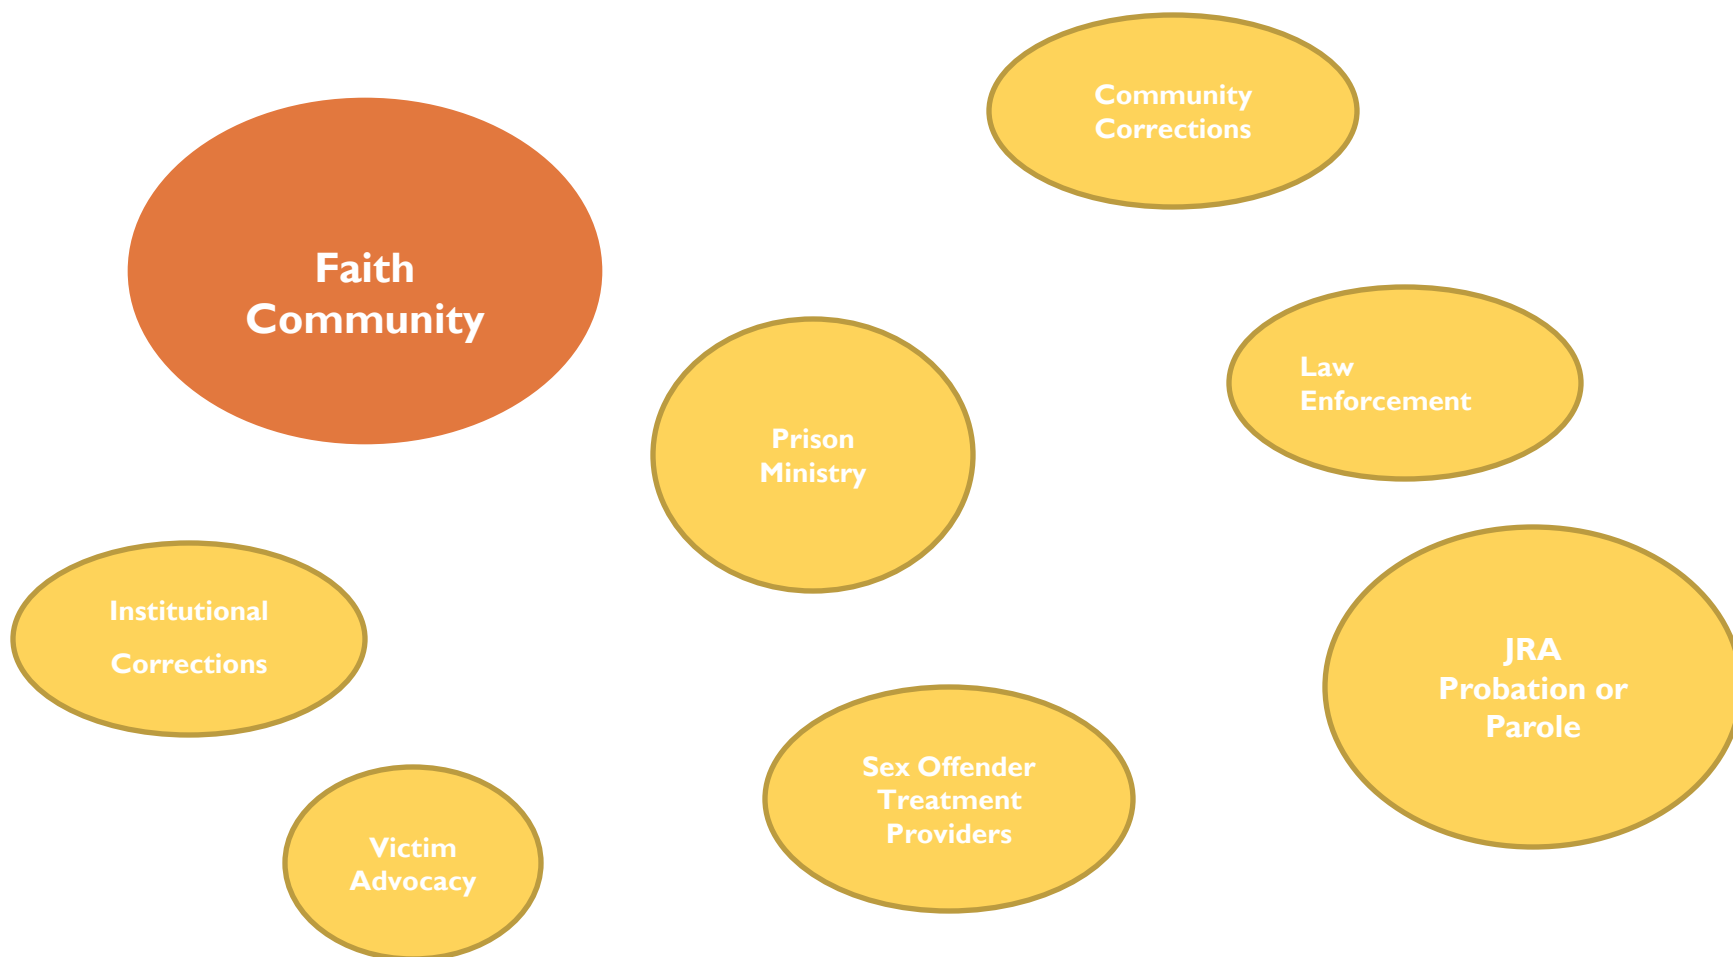 Community
Corrections
Faith
Community
Law
Enforcement
Prison
Ministry
Institutional
Corrections
JRA
Probation or
Parole
Sex Offender
Treatment
Providers
Victim
Advocacy